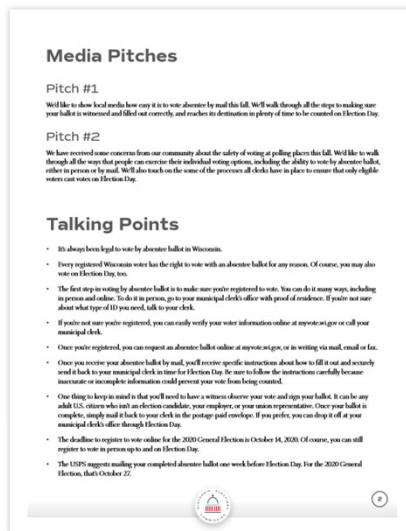 Media Pitches
Pitch #1
We'd like to show local media how easy it is to vote absentee by mail this fall. We'll walk through all the steps to making sure
your ballot is witnessed and filled out correctly, and reaches its destination in plenty of time to be counted on Election Day.
Pitch #2
We have received some concerns from our community about the safety of voting at polling places this fall. We'd like to walk
through all the ways that people can exercise their individual voting options, including the ability to vote by absentee ballot,
either in person or by mail. We'll also touch on the some of the processes all clerks have in place to ensure that only eligible
voters cast votes on Election Day.
Talking Points
• It's always been legal to vote by absentee ballot in Wisconsin.
• Every registered Wisconsin voter has the right to vote with an absentee ballot for any reason. Of course, you may also
vote on Election Day, too.
• The first step in voting by absentee ballot is to make sure you're registered to vote. You can do it many ways, including
in person and online. To do it in person, go to your municipal clerk's office with proof of residence. If you're not sure
about what type of ID you need, talk to your clerk.
• If you're not sure you're registered, you can easily verify your voter information online at myvote.wi.gov or call your
municipal clerk.
• Once you're registered, you can request an absentee ballot online at myvote.wi.gov, or in writing via mail, email or fax.
• Once you receive your absentee ballot by mail, you'll receive specific instructions about how to fill it out and securely
send it back to your municipal clerk in time for Election Day. Be sure to follow the instructions carefully because
inaccurate or incomplete information could prevent your vote from being counted.
• One thing to keep in mind is that you'll need to have a witness observe your vote and sign your ballot. It can be any
adult U.S. citizen who isn't an election candidate, your employer, or your union representative. Once your ballot is
complete, simply mail it back to your clerk in the postage paid envelope. If you prefer, you can drop it off at your
municipal clerk's office through Election Day.
• The deadline to register to vote online for the 2020 General Election is October 14, 2020. Of course, you can still
register to vote in person up to and on Election Day.
• The USPS suggests mailing your completed absentee ballot one week before Election Day. For the 2020 General
Election, that's October 27.
2